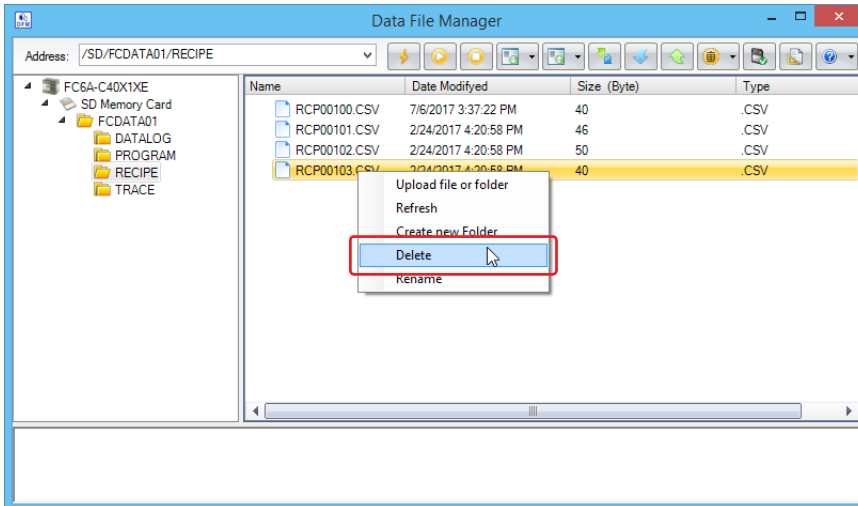 DFM
Data File Manager
Address: /SD/FCDATA01/RECIPE
FC6A-C40X1XE
SD Memory Card
FCDATA01
DATALOG
PROGRAM
RECIPE
TRACE
Name Date Modifyed Size (Byte) Type
RCP00100.CSV 7/6/2017 3:37:22 PM 40 .CSV
RCP00101.CSV 2/24/2017 4:20:58 PM 46 .CSV
RCP00102.CSV 2/24/2017 4:20:58 PM 50 .CSV
RCP00103.CSV 2/24/2017 4:20:58 PM 40 .CSV
Upload file or folder
Refresh
Create new Folder
Delete
Rename